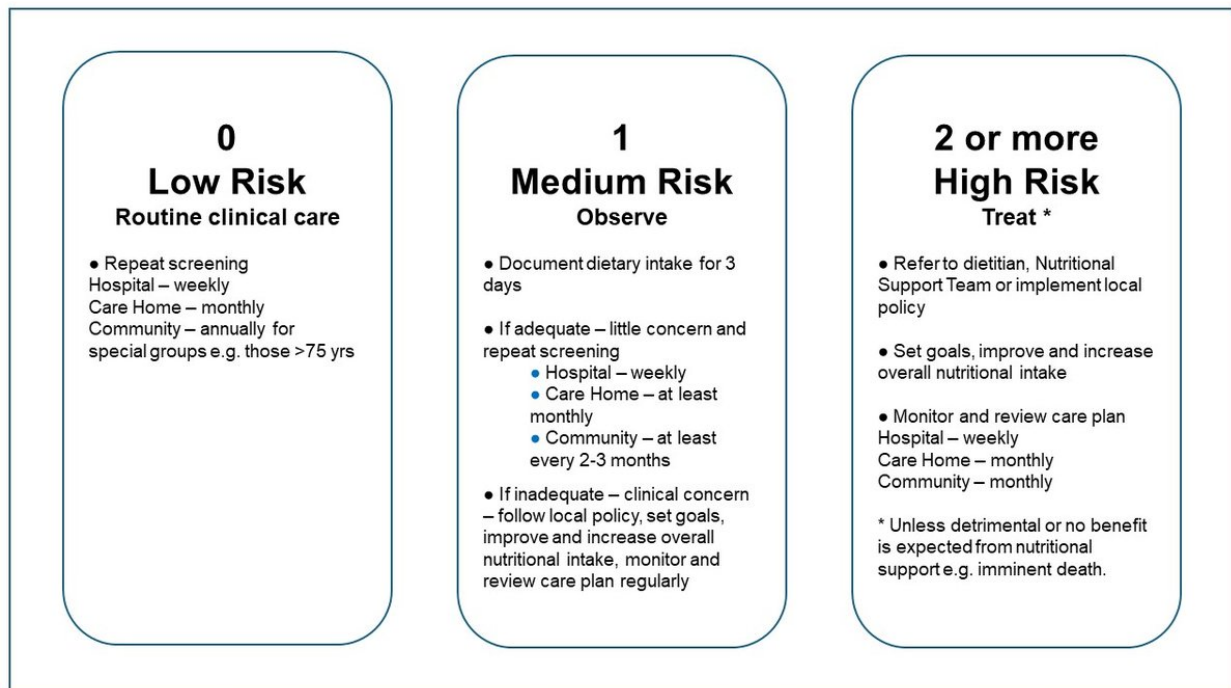 0
Low Risk
Routine clinical care
● Repeat screening
Hospital – weekly
Care Home – monthly
Community – annually for
special groups e.g. those >75 yrs
1
Medium Risk
Observe
● Document dietary intake for 3
days
● If adequate – little concern and
repeat screening
● Hospital – weekly
● Care Home – at least
monthly
● Community – at least
every 2-3 months
● If inadequate – clinical concern
– follow local policy, set goals,
improve and increase overall
nutritional intake, monitor and
review care plan regularly
2 or more
High Risk
Treat *
● Refer to dietitian, Nutritional
Support Team or implement local
policy
● Set goals, improve and increase
overall nutritional intake
● Monitor and review care plan
Hospital – weekly
Care Home – monthly
Community – monthly
* Unless detrimental or no benefit
is expected from nutritional
support e.g. imminent death.